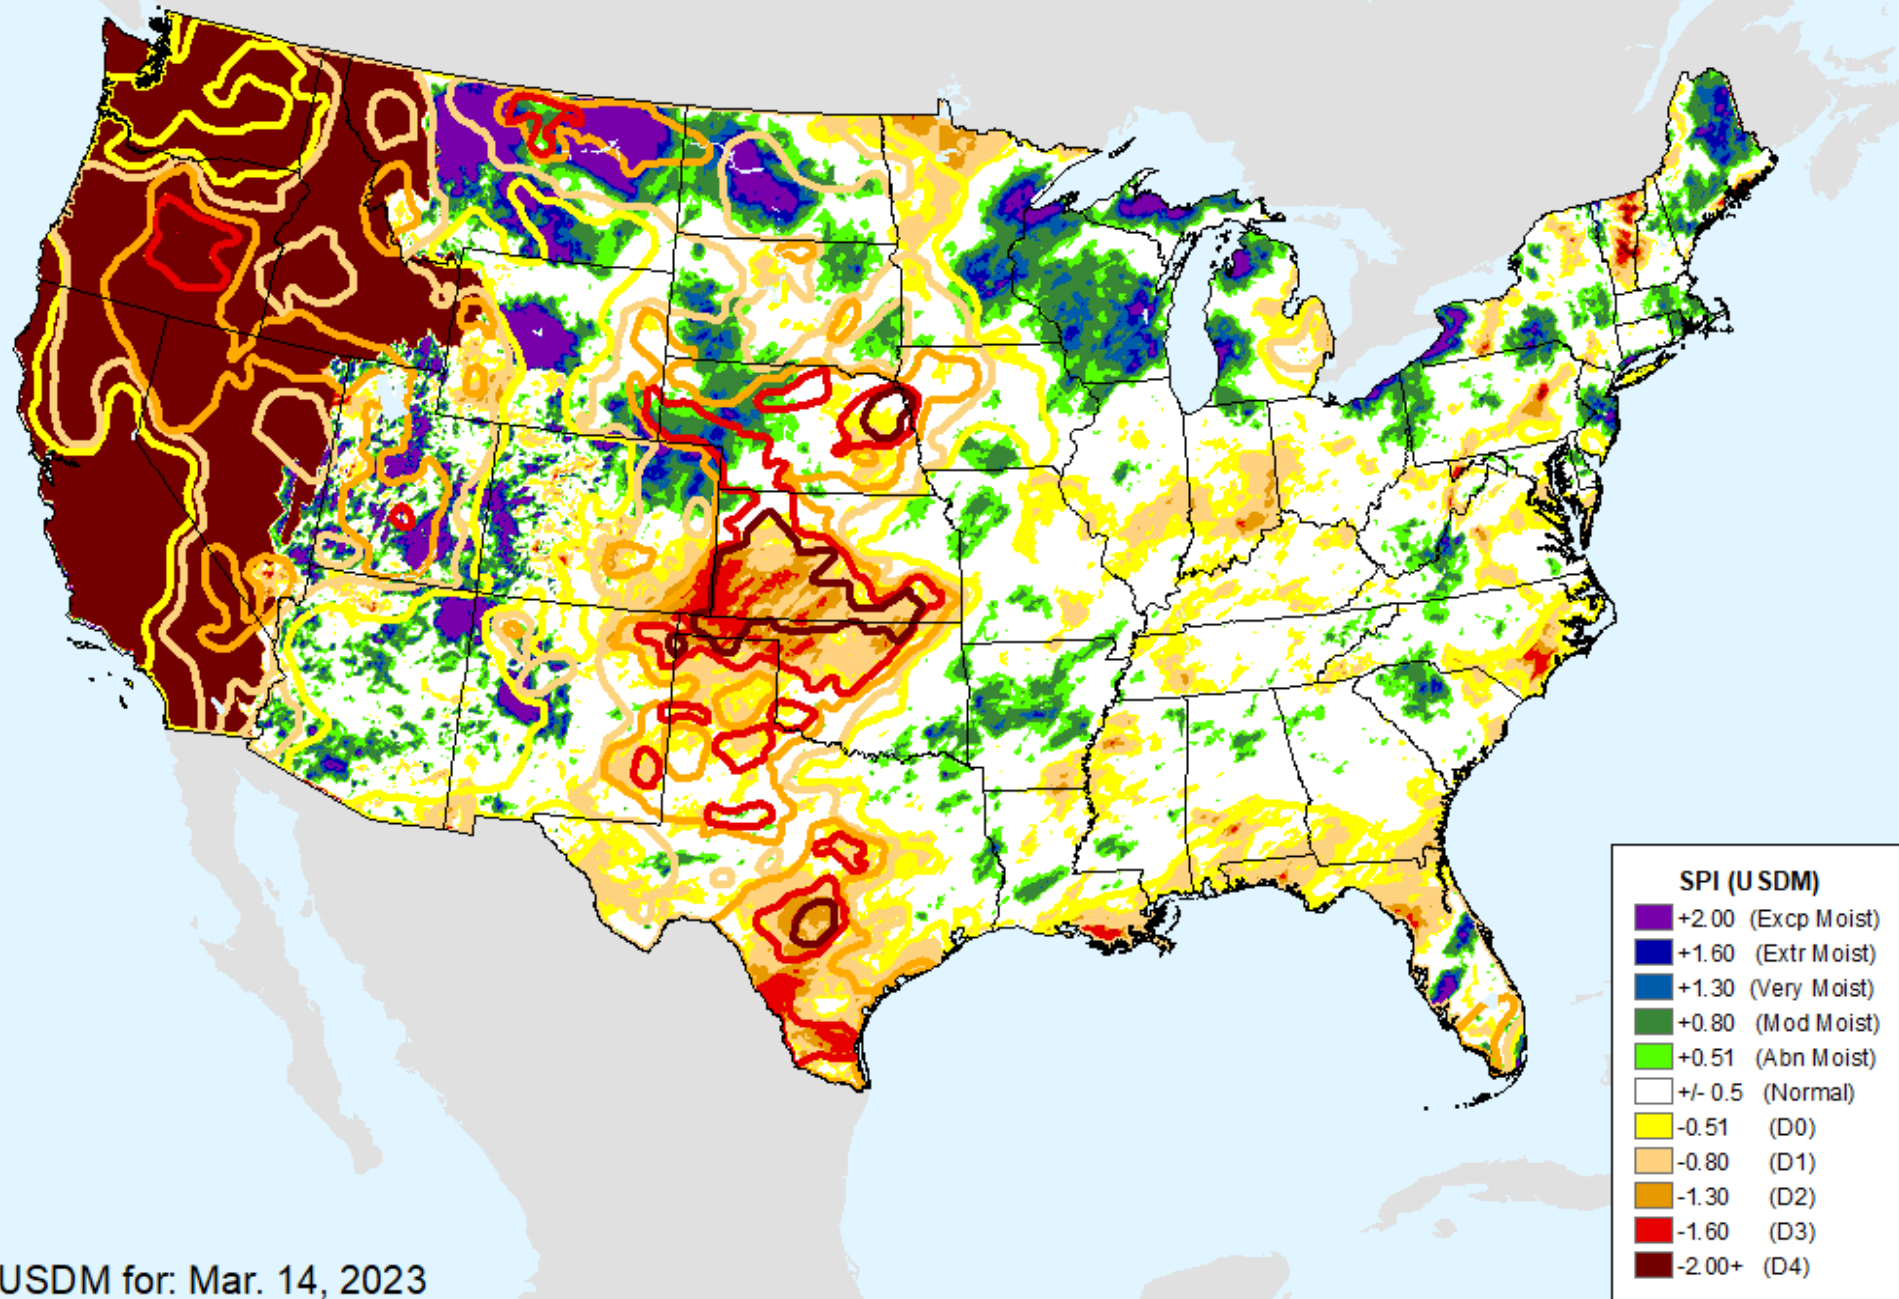 SPI (USDM)
+2.00 (Excp Moist)
+1.60 (Extr Moist)
+1.30 (Very Moist)
+0.80 (Mod Moist)
+0.51 (Abn Moist)
+/- 0.5 (Normal)
-0.51 (D0)
-0.80 (D1)
-1.30 (D2)
-1.60 (D3)
-2.00+ (D4)
USDM for: Mar. 14, 2023